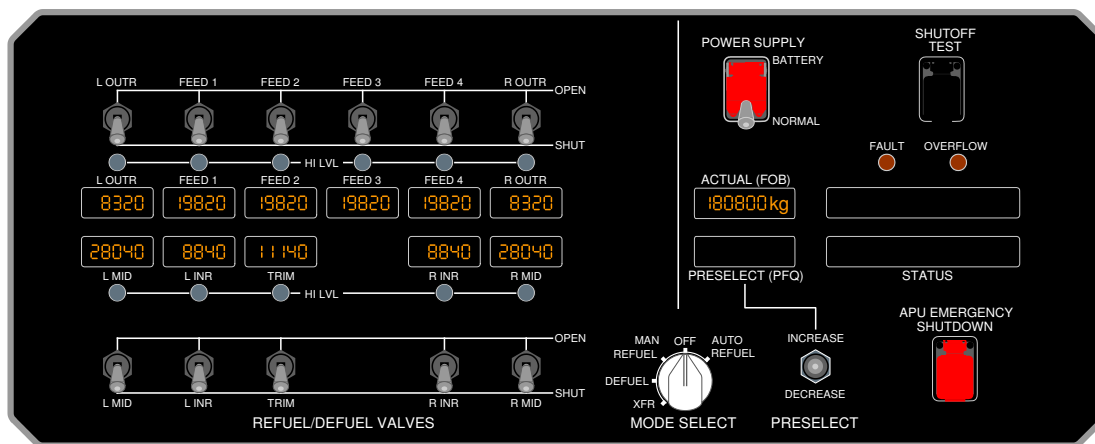 SHUTOFF
TEST
POWER SUPPLY
BATTERY
NORMAL
L OUTR FEED 1 FEED 2 FEED 3 FEED 4 R OUTR
OPEN
SHUT
HI LVL
FAULT OVERFLOW
L OUTR FEED 1 FEED 2 FEED 3 FEED 4 R OUTR
8320 19820 19820 19820 19820 8320
ACTUAL (FOB)
180800 kg
28040 8840 11140 8840 28040
L MID L INR TRIM R INR R MID
HI LVL
PRESELECT (PFQ)
STATUS
APU EMERGENCY
SHUTDOWN
OPEN
SHUT
L MID L INR TRIM R INR R MID
REFUEL/DEFUEL VALVES
MAN
REFUEL
OFF
AUTO
REFUEL
DEFUEL
XFR
MODE SELECT
INCREASE
DECREASE
PRESELECT